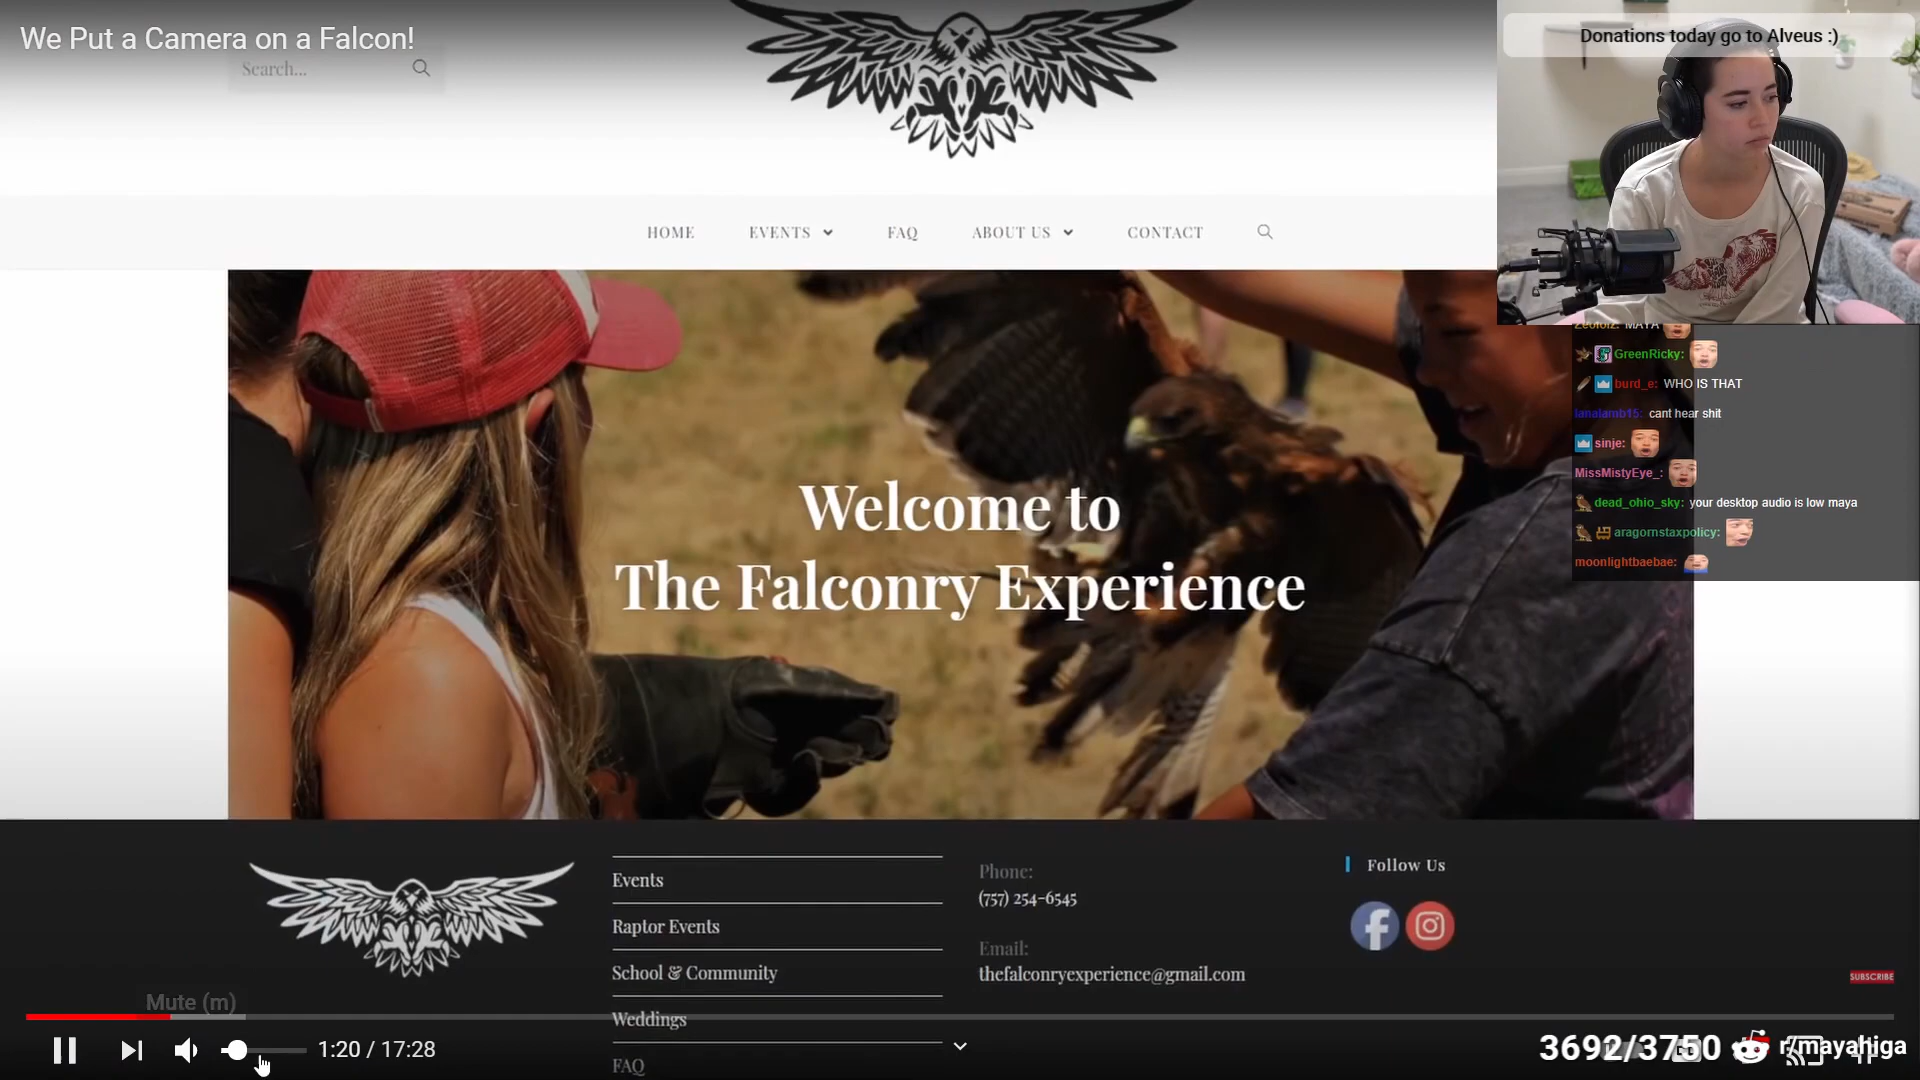 We Put a Camera on a Falcon!
Search...
Donations today go to Alveus :)
HOME
EVENTS
FAQ
ABOUT US
CONTACT
Zeoroiz: MAYA
GreenRicky:
burd_e: WHO IS THAT
lanalamb15: cant hear shit
sinje:
MissMistyEye_:
dead_ohio_sky: your desktop audio is low maya
aragornstaxpolicy:
moonlightbaebae:
Welcome to
The Falconry Experience
Events
Raptor Events
School & Community
Weddings
FAQ
Phone:
(757) 254-6545
Email:
thefalconryexperience@gmail.com
Follow Us
SUBSCRIBE
Mute (m)
1:20 / 17:28
3692/3750
r/mayahiga